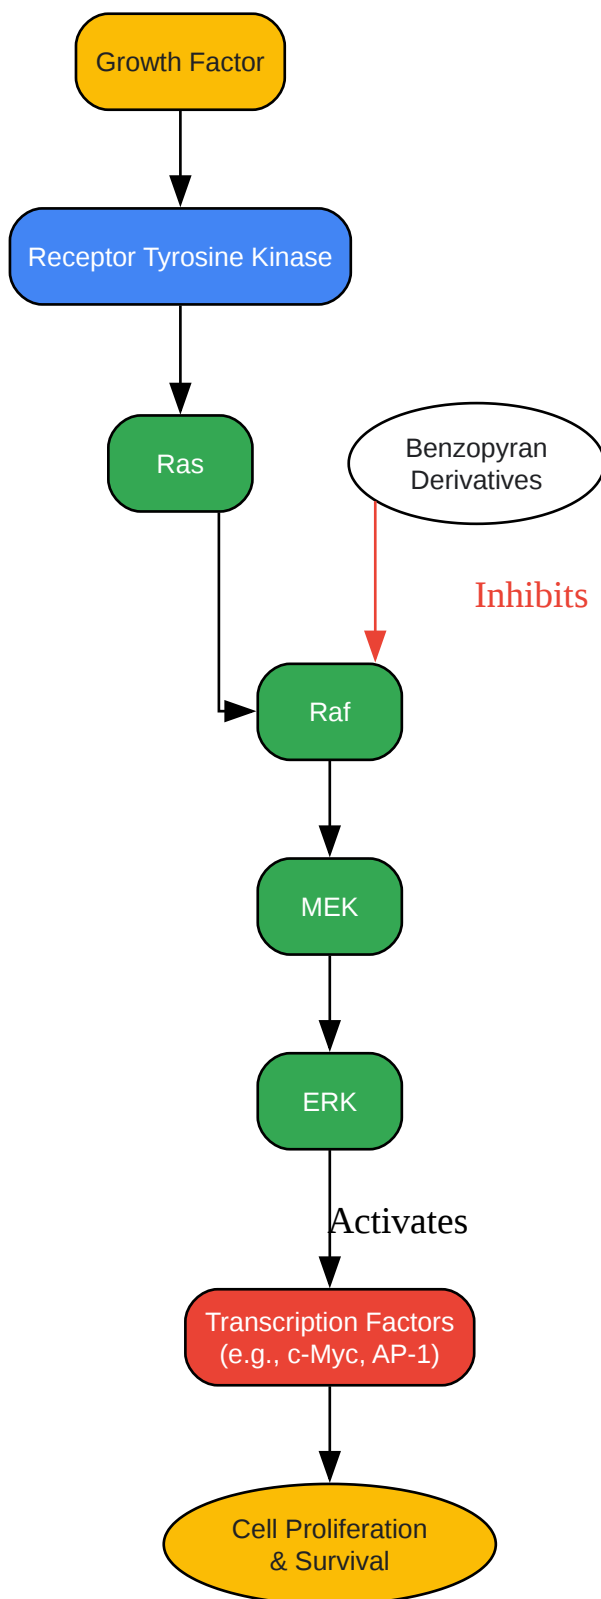 Growth Factor
Receptor Tyrosine Kinase
Ras
Benzopyran
Derivatives
Inhibits
Raf
MEK
ERK
Activates
Transcription Factors
(e.g., c-Myc, AP-1)
Cell Proliferation
& Survival